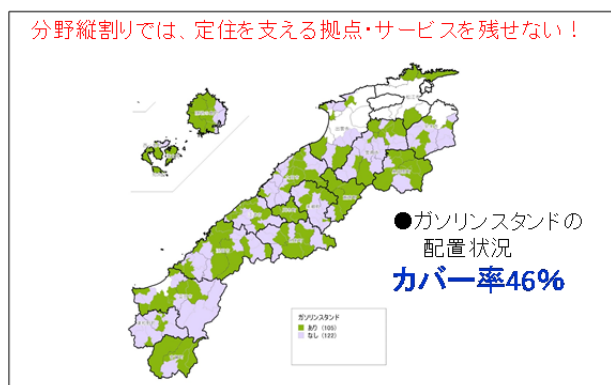 分野縦割りでは、定住を支える拠点・サービスを残せない！
●ガソリンスタンドの
配置状況
カバー率46%
ガソリンスタンド
あり (105)
なし (122)